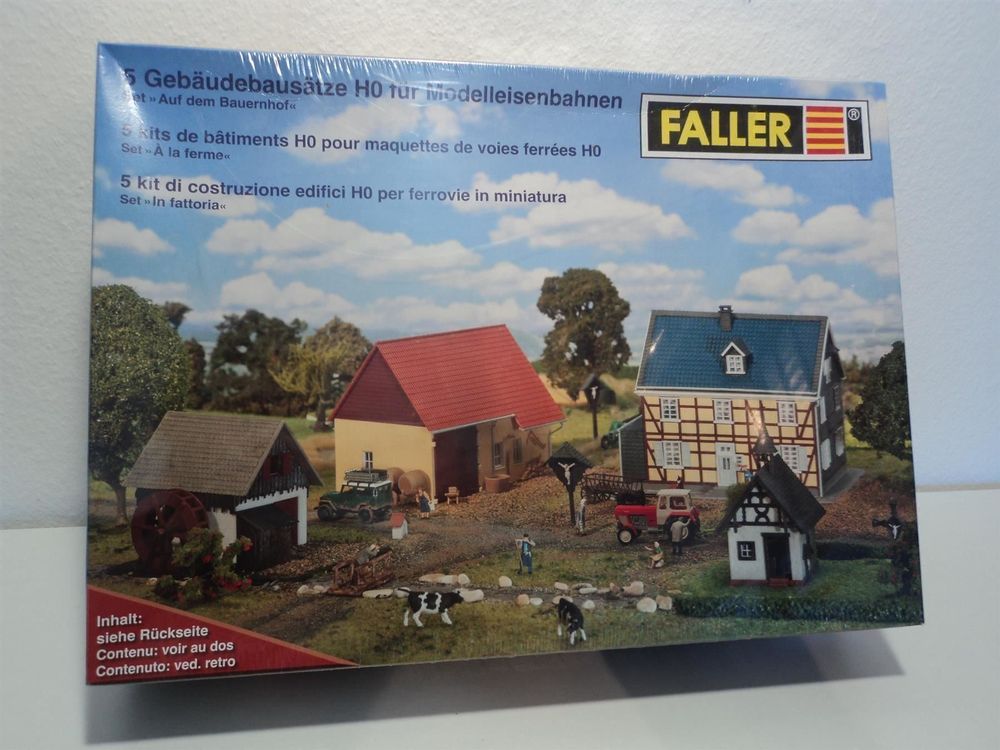 5 Gebäudebausätze H0 für Modelleisenbahnen
Set »Auf dem Bauernhof«
5 kits de bâtiments H0 pour maquettes de voies ferrées H0
Set »À la ferme«
5 kit di costruzione edifici H0 per ferrovie in miniatura
Set »In fattoria«
FALLER ®
Inhalt:
siehe Rückseite
Contenu: voir au dos
Contenuto: ved. retro